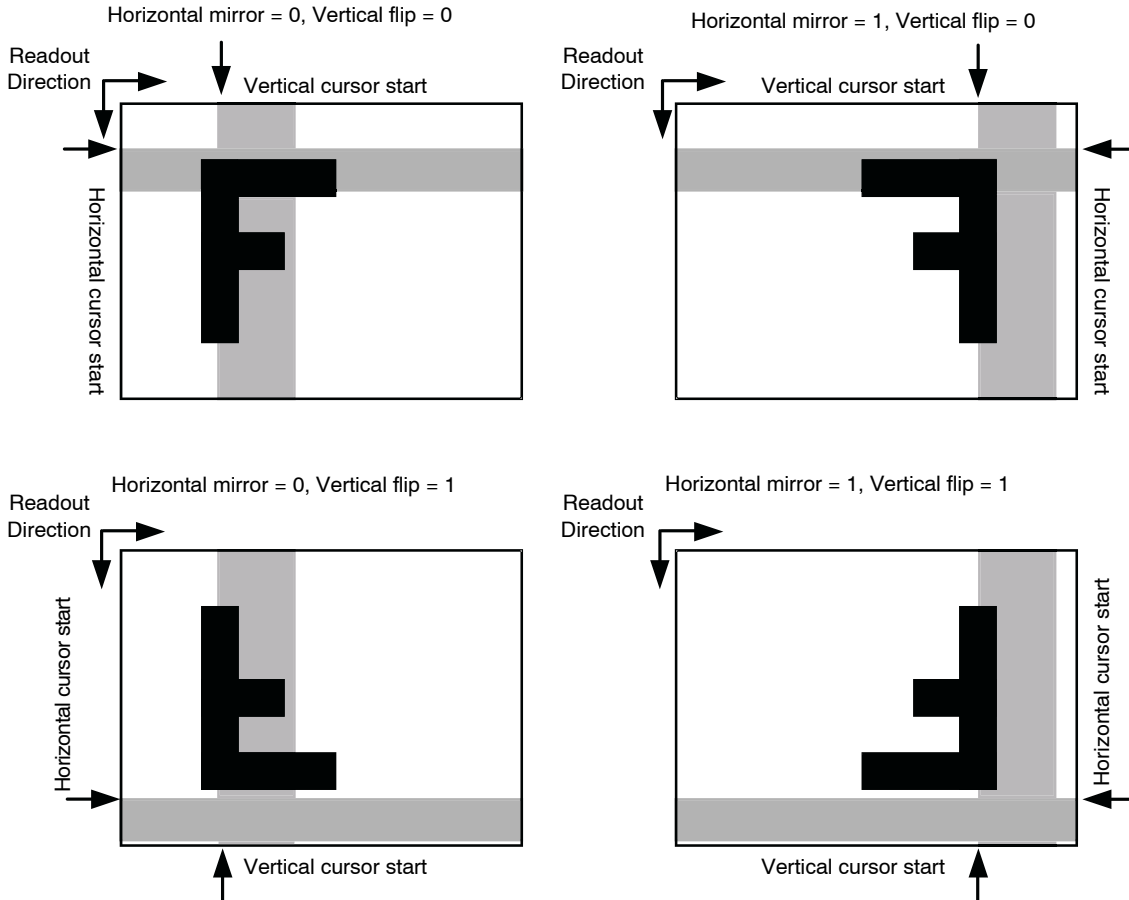 Horizontal mirror = 0, Vertical flip = 0
Readout
Direction
Vertical cursor start
Horizontal cursor start
Horizontal mirror = 1, Vertical flip = 0
Readout
Direction
Vertical cursor start
Horizontal cursor start
Horizontal mirror = 0, Vertical flip = 1
Readout
Direction
Horizontal cursor start
Vertical cursor start
Horizontal mirror = 1, Vertical flip = 1
Readout
Direction
Horizontal cursor start
Vertical cursor start